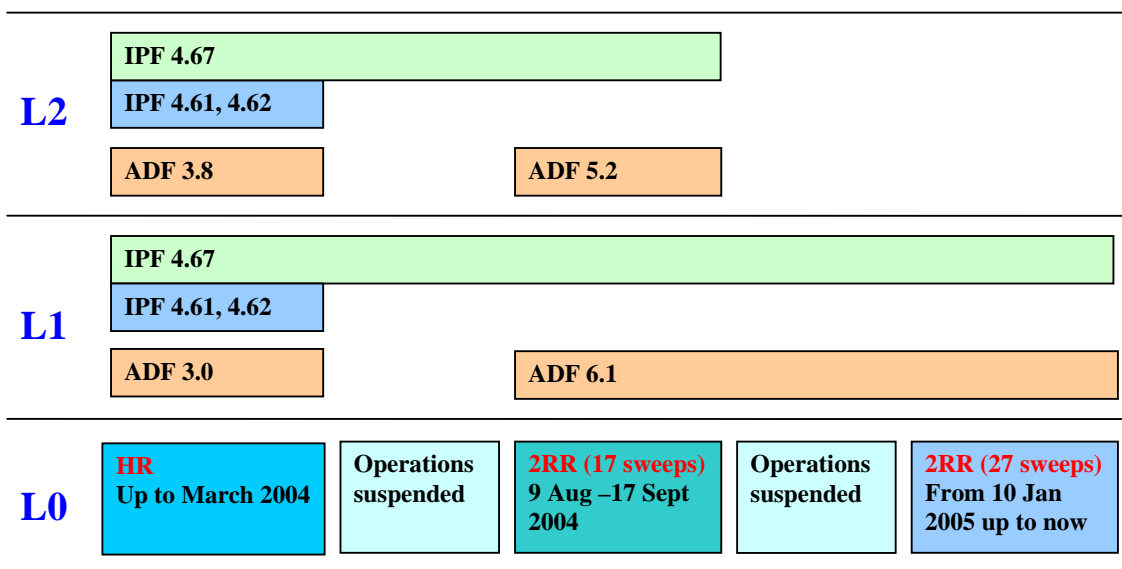 L2
IPF 4.67
IPF 4.61, 4.62
ADF 3.8
ADF 5.2
L1
IPF 4.67
IPF 4.61, 4.62
ADF 3.0
ADF 6.1
L0
HR
Up to March 2004
Operations
suspended
2RR (17 sweeps)
9 Aug –17 Sept
2004
Operations
suspended
2RR (27 sweeps)
From 10 Jan
2005 up to now